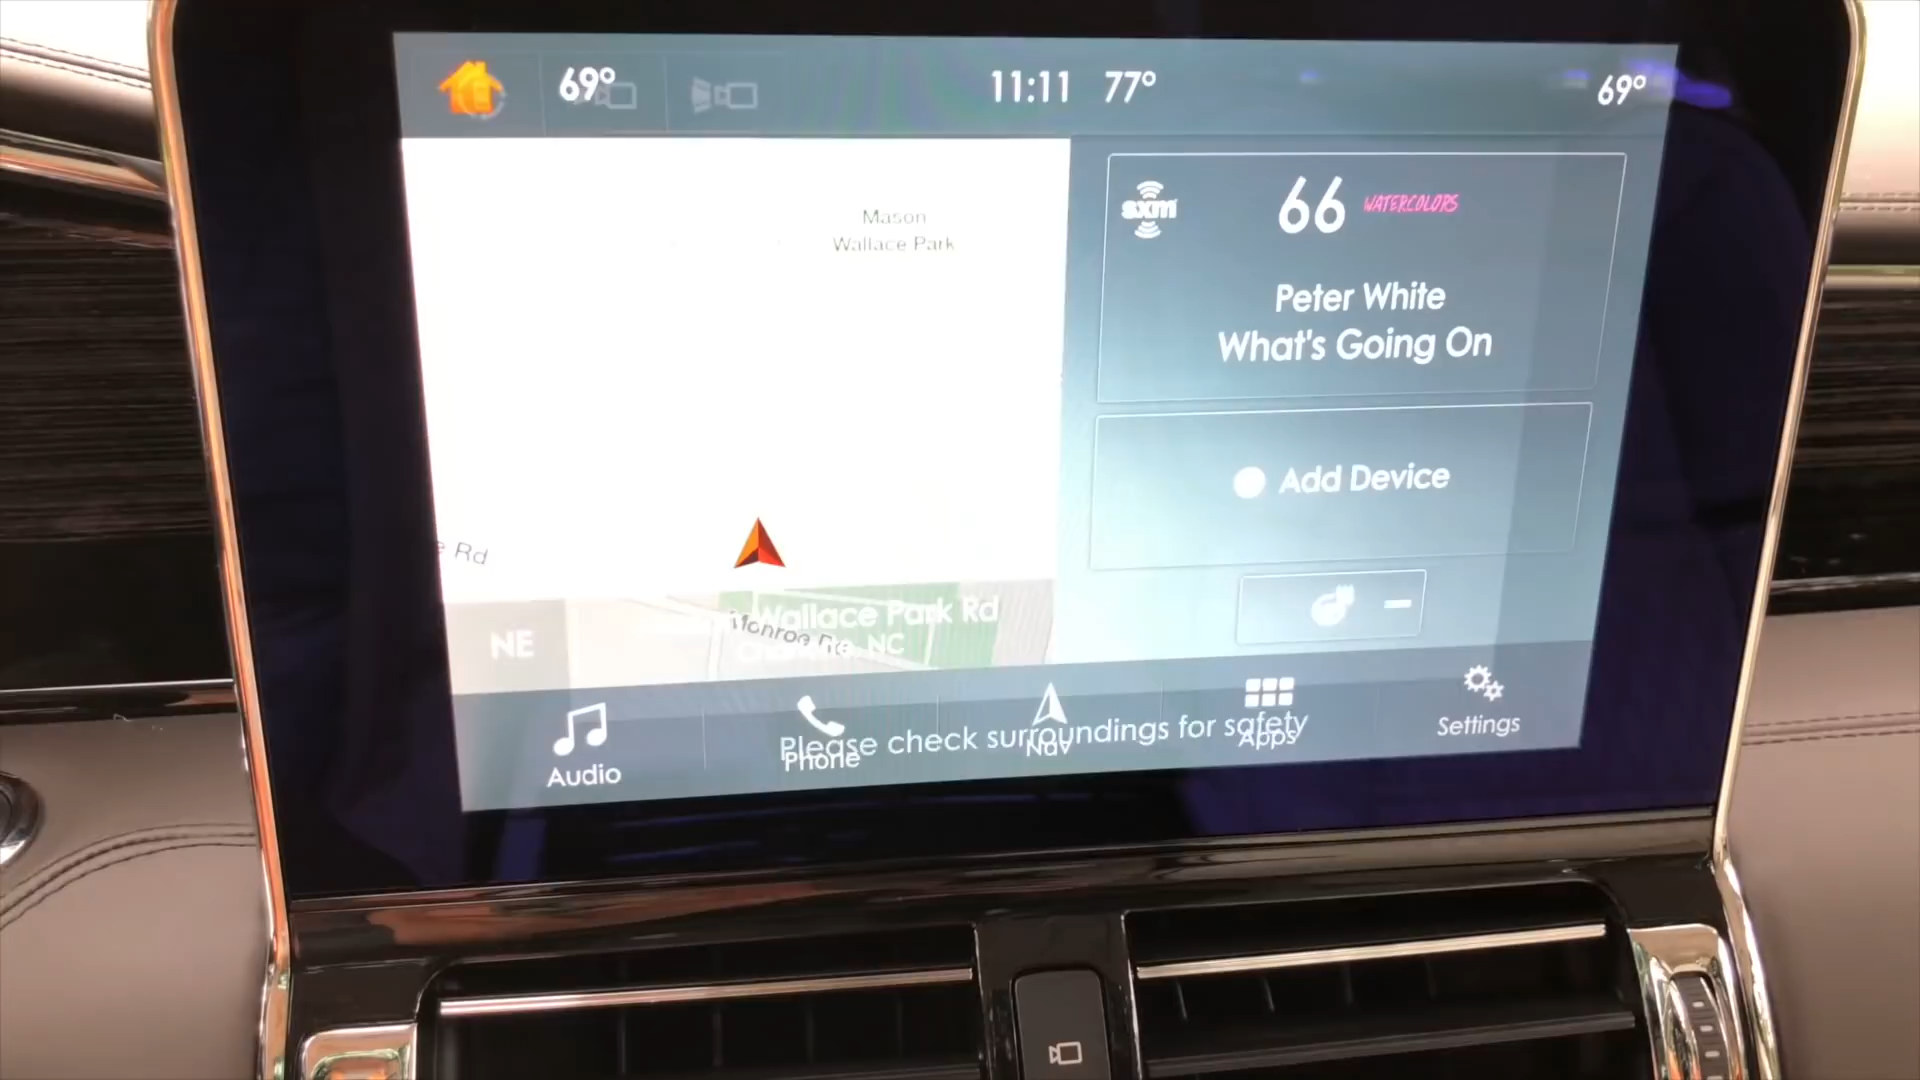 69° 11:11 77° 69°
Mason
Wallace Park
e Rd
NE
Wallace Park Rd
Monroe
NC
sxm 66 WATERCOLORS
Peter White
What's Going On
Add Device
Please check surroundings for safety
Audio Phone Nav Apps Settings